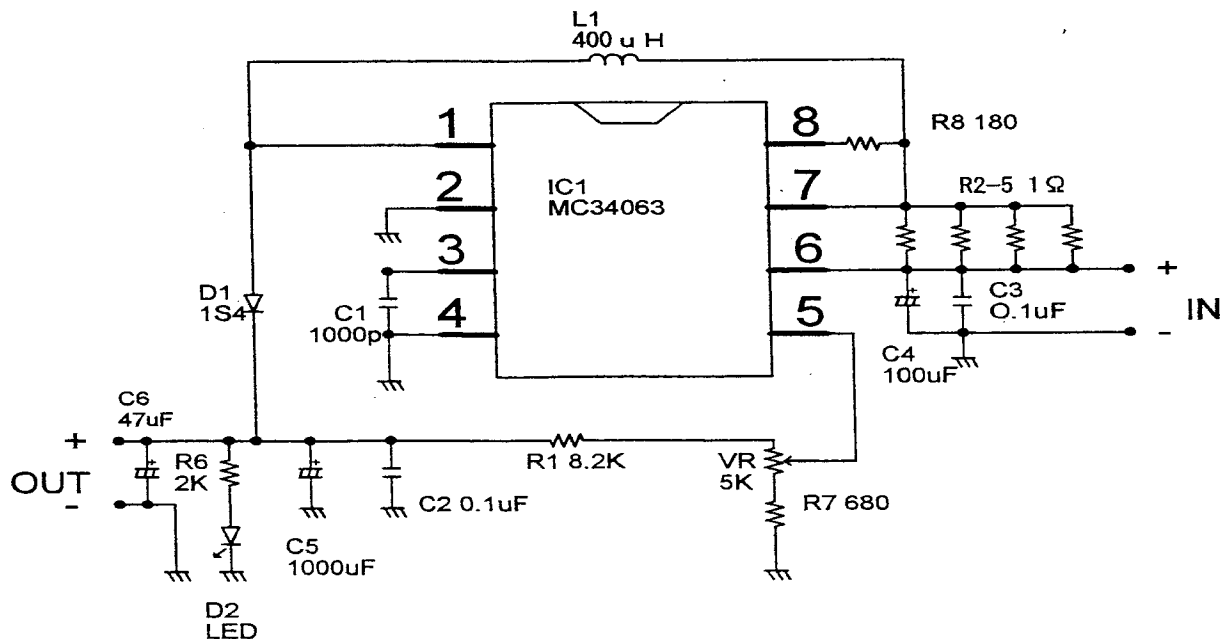 L1
400 u H
1
2
3
4
8
7
6
5
IC1
MC34063
R8 180
R2-5 1Ω
+
-
IN
C3
0.1uF
C4
100uF
D1
1S4
C1
1000p
C6
47uF
+
OUT
-
R6
2K
C5
1000uF
C2 0.1uF
R1 8.2K
VR
5K
R7 680
D2
LED